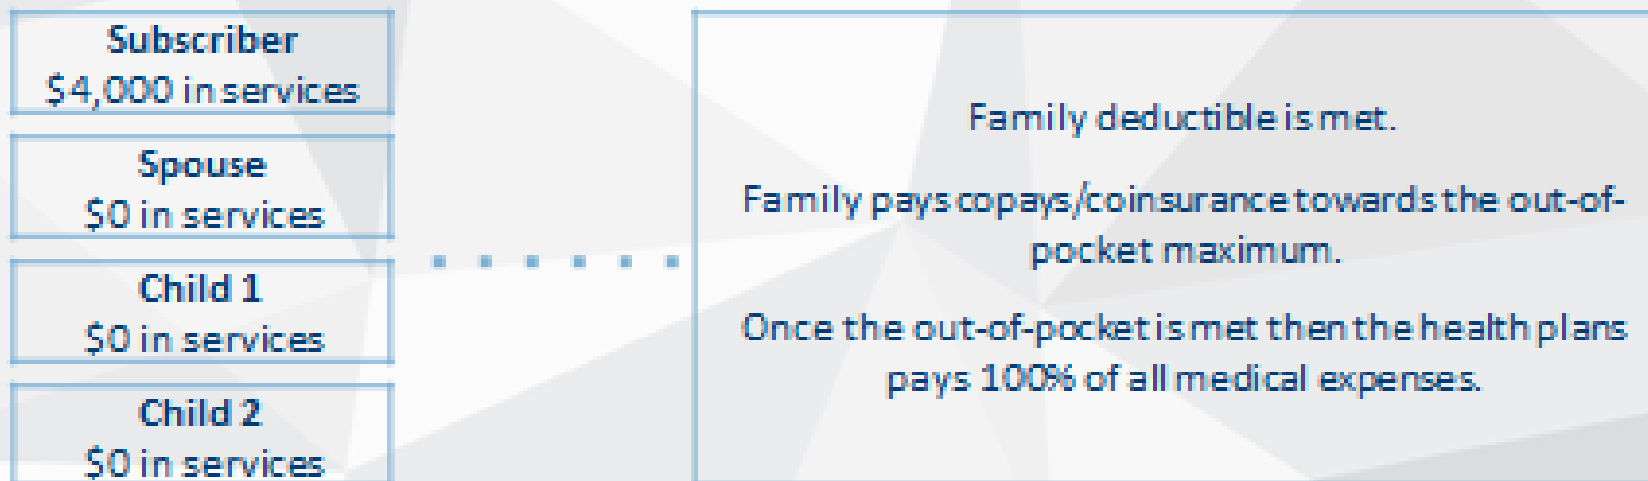 Subscriber
$4,000 in services
Spouse
$0 in services
Child 1
$0 in services
Child 2
$0 in services
Family deductible is met.
Family pays copays/coinsurance towards the out-of-
pocket maximum.
Once the out-of-pocket is met then the health plans
pays 100% of all medical expenses.